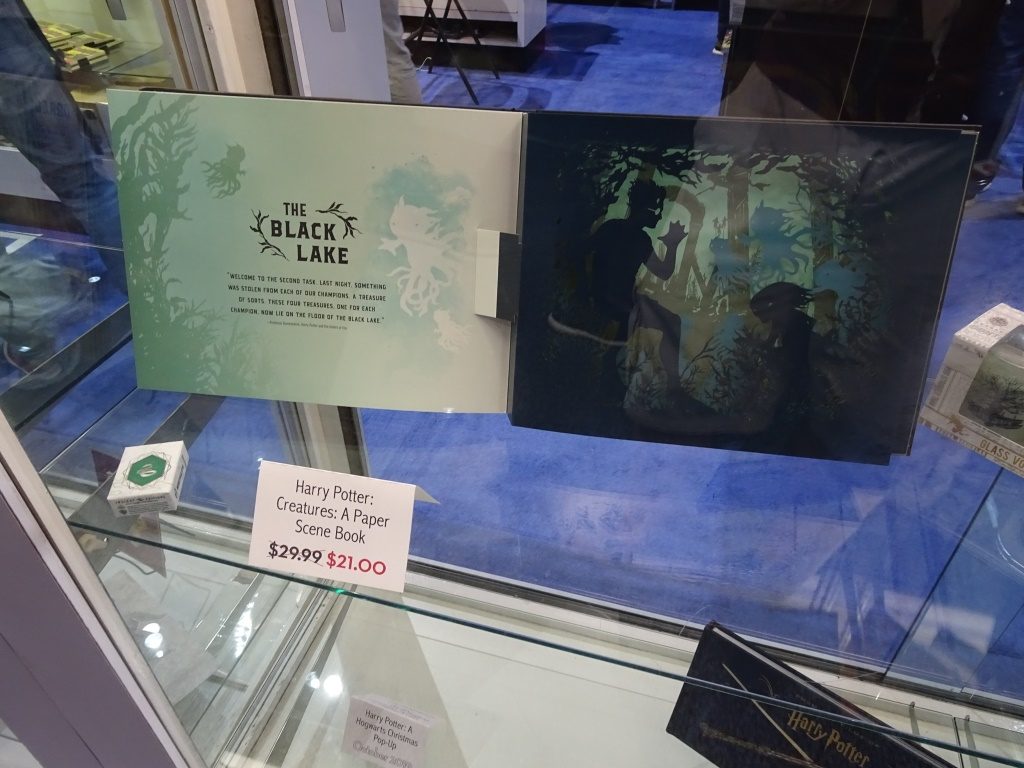 THE
BLACK
LAKE
"WELCOME TO THE SECOND TASK. LAST NIGHT, SOMETHING
WAS STOLEN FROM EACH OF OUR CHAMPIONS. A TREASURE
OF SORTS. THESE FOUR TREASURES, ONE FOR EACH
CHAMPION, NOW LIE ON THE FLOOR OF THE BLACK LAKE."
Harry Potter:
Creatures: A Paper
Scene Book
$29.99 $21.00
GLASS
Harry Potter: A
Hogwarts Christmas
Pop-Up
Harry Potter